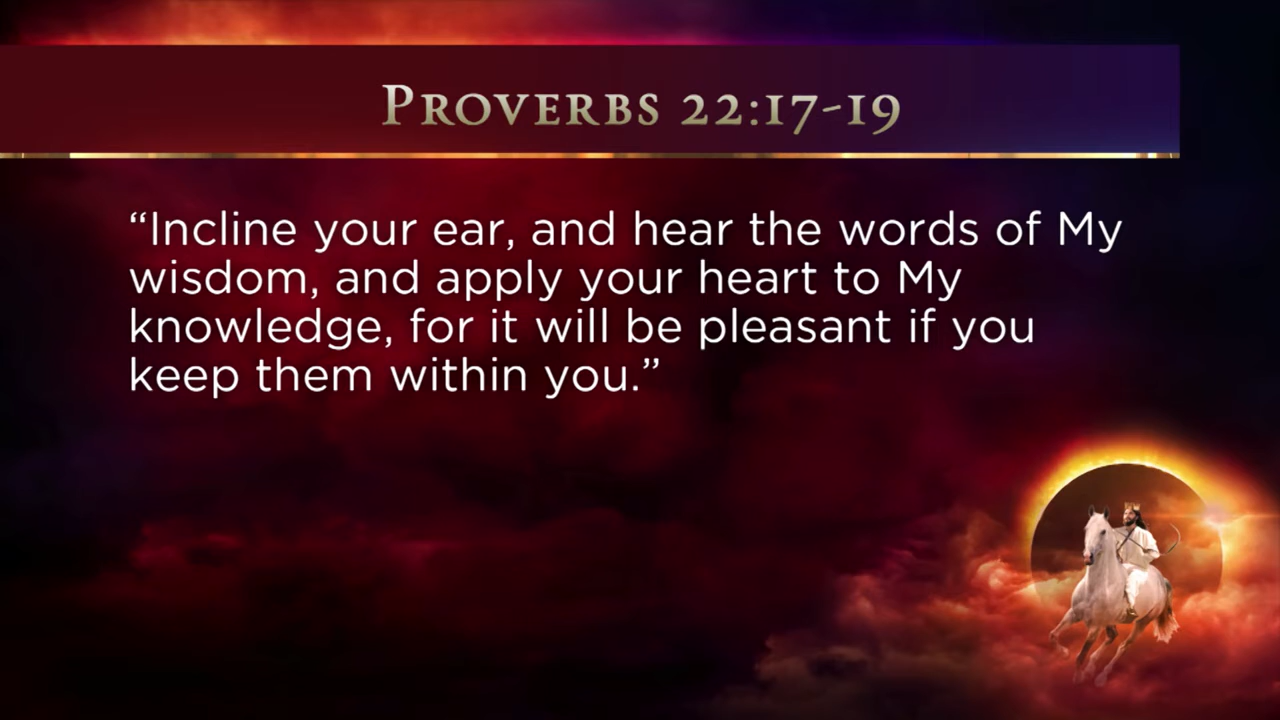 PROVERBS 22:17-19
“Incline your ear, and hear the words of My
wisdom, and apply your heart to My
knowledge, for it will be pleasant if you
keep them within you.”